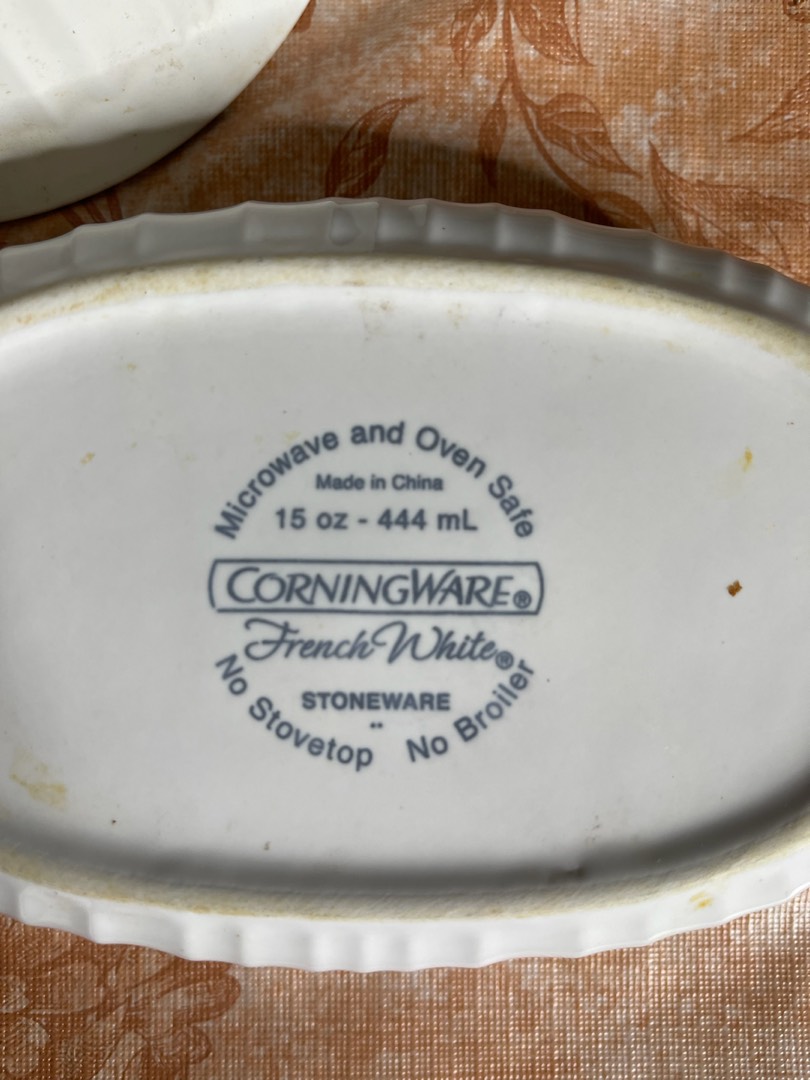 Microwave and Oven Safe
Made in China
15 oz - 444 mL
CORNINGWARE®
French White®
STONEWARE
No Stovetop No Broiler